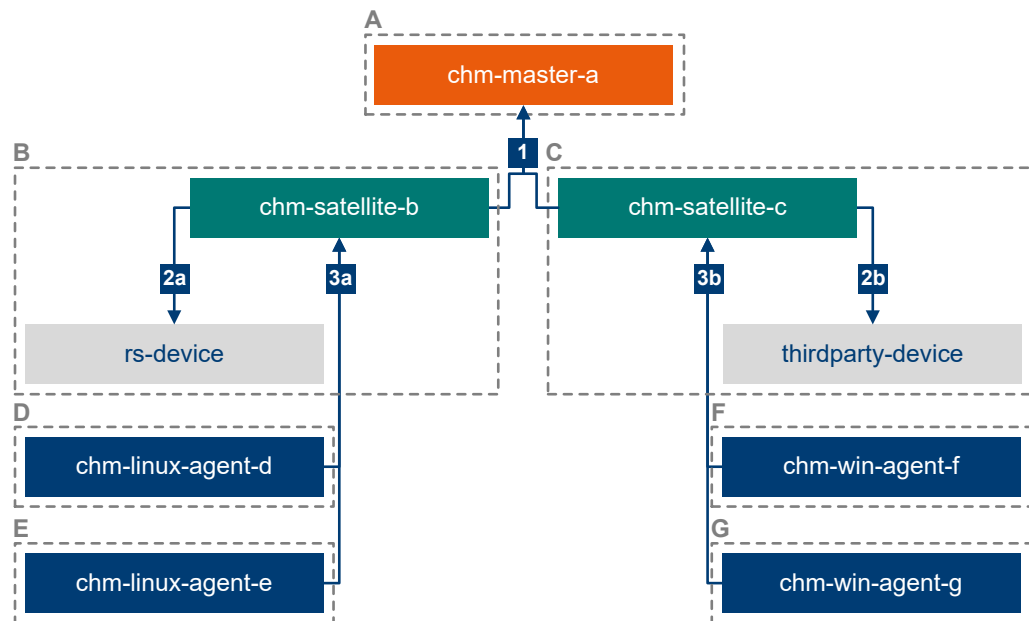 A
chm-master-a
1
B
C
chm-satellite-b
chm-satellite-c
2a
3a
3b
2b
rs-device
thirdparty-device
D
F
chm-linux-agent-d
chm-win-agent-f
E
G
chm-linux-agent-e
chm-win-agent-g